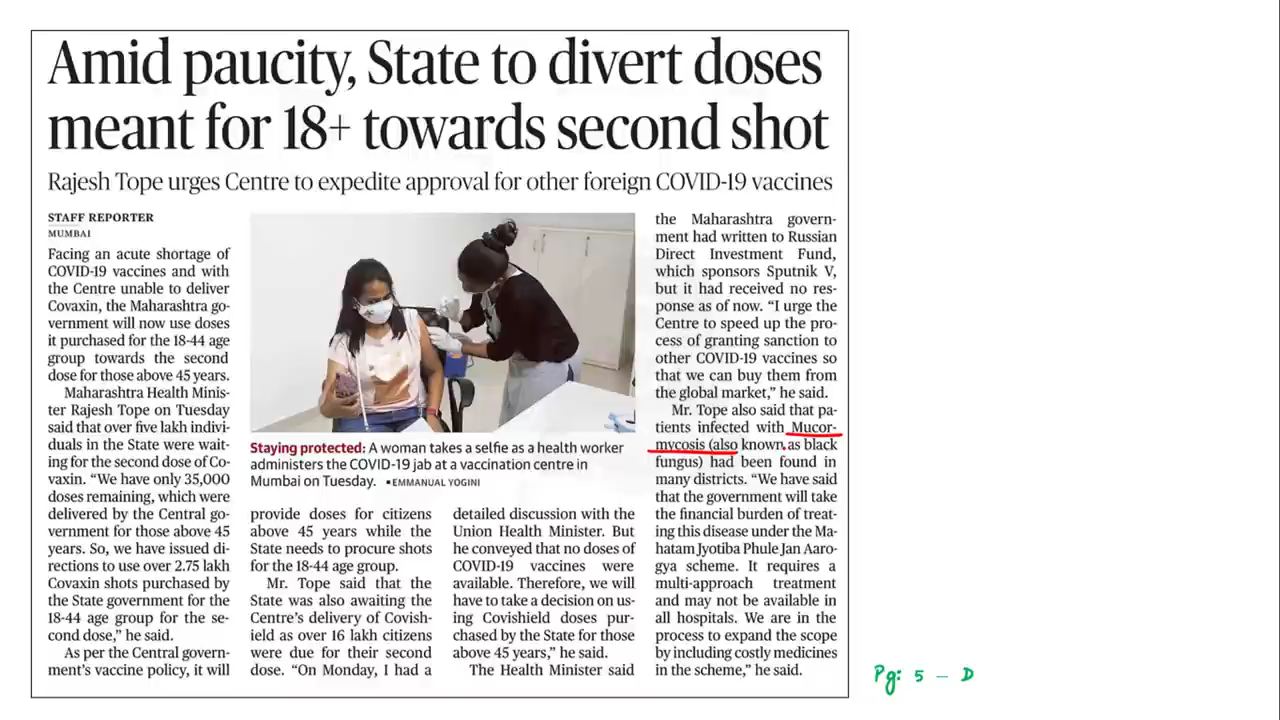 Amid paucity, State to divert doses
meant for 18+ towards second shot
Rajesh Tope urges Centre to expedite approval for other foreign COVID-19 vaccines
STAFF REPORTER
MUMBAI
Facing an acute shortage of
COVID-19 vaccines and with
the Centre unable to deliver
Covaxin, the Maharashtra go-
vernment will now use doses
it purchased for the 18-44 age
group towards the second
dose for those above 45 years.
Maharashtra Health Minis-
ter Rajesh Tope on Tuesday
said that over five lakh indivi-
duals in the State were wait-
ing for the second dose of Co-
vaxin. “We have only 35,000
doses remaining, which were
delivered by the Central go-
vernment for those above 45
years. So, we have issued di-
rections to use over 2.75 lakh
Covaxin shots purchased by
the State government for the
18-44 age group for the se-
cond dose,” he said.
As per the Central govern-
ment’s vaccine policy, it will
Staying protected: A woman takes a selfie as a health worker
administers the COVID-19 jab at a vaccination centre in
Mumbai on Tuesday. ▪EMMANUAL YOGINI
provide doses for citizens
above 45 years while the
State needs to procure shots
for the 18-44 age group.
Mr. Tope said that the
State was also awaiting the
Centre’s delivery of Covish-
ield as over 16 lakh citizens
were due for their second
dose. “On Monday, I had a
detailed discussion with the
Union Health Minister. But
he conveyed that no doses of
COVID-19 vaccines were
available. Therefore, we will
have to take a decision on us-
ing Covishield doses pur-
chased by the State for those
above 45 years,” he said.
The Health Minister said
the Maharashtra govern-
ment had written to Russian
Direct Investment Fund,
which sponsors Sputnik V,
but it had received no res-
ponse as of now. “I urge the
Centre to speed up the pro-
cess of granting sanction to
other COVID-19 vaccines so
that we can buy them from
the global market,” he said.
Mr. Tope also said that pa-
tients infected with Mucor-
mycosis (also known as black
fungus) had been found in
many districts. “We have said
that the government will take
the financial burden of treat-
ing this disease under the Ma-
hatam Jyotiba Phule Jan Aaro-
gya scheme. It requires a
multi-approach treatment
and may not be available in
all hospitals. We are in the
process to expand the scope
by including costly medicines
in the scheme,” he said.
Pg: 5 – D